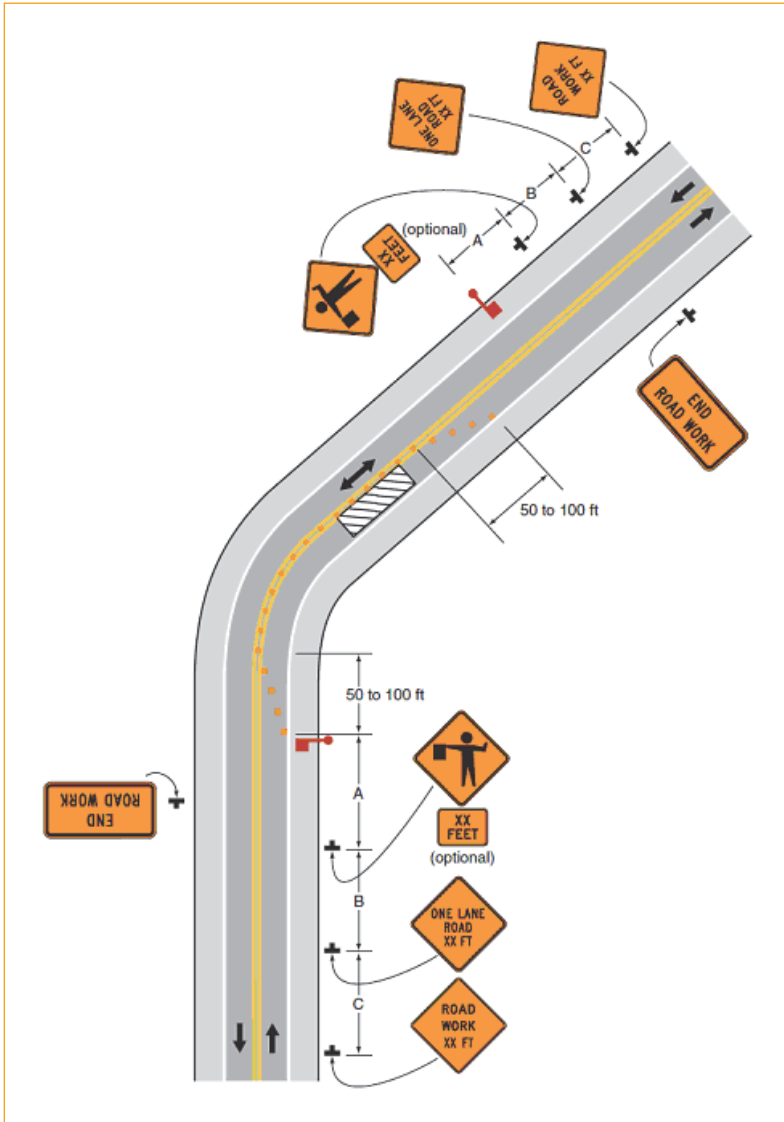 ROAD
WORK
XX FT
ONE LANE
ROAD
XX FT
C
B
(optional)
A
XX
FEET
END
ROAD WORK
50 to 100 ft
50 to 100 ft
A
XX
FEET
(optional)
END
ROAD WORK
B
ONE LANE
ROAD
XX FT
C
ROAD
WORK
XX FT